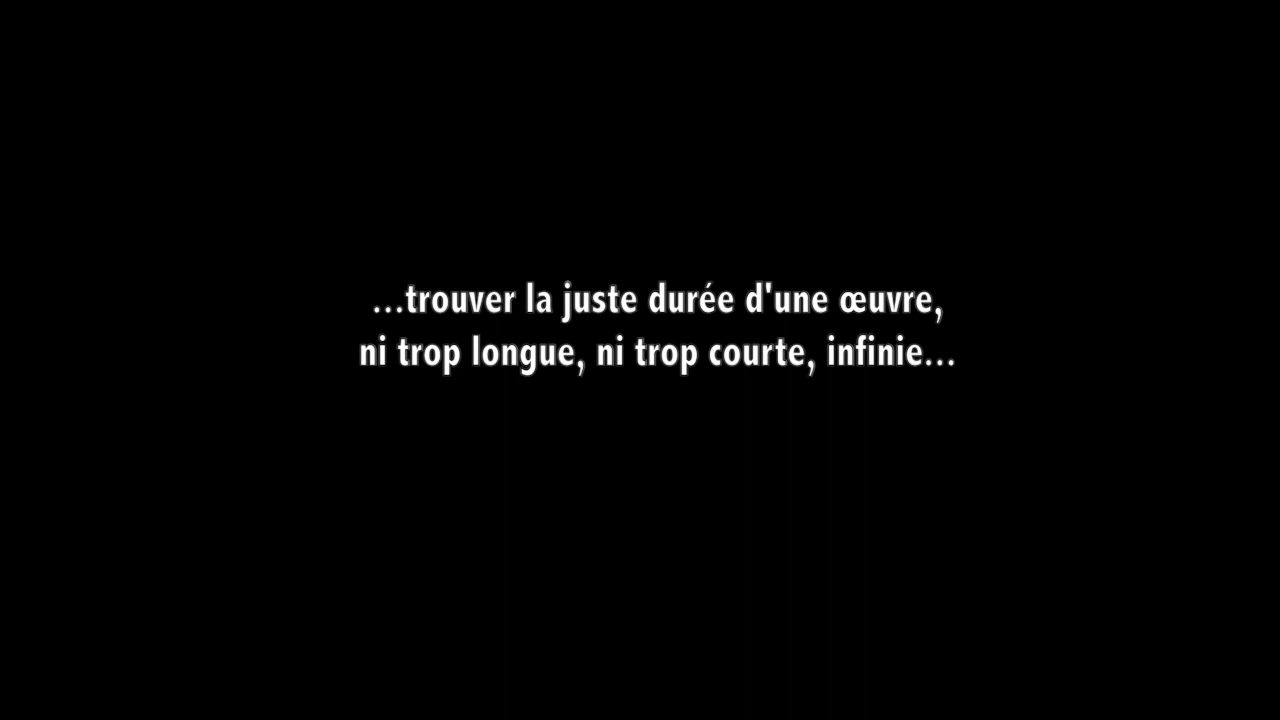 ...trouver la juste durée d'une œuvre,
ni trop longue, ni trop courte, infinie...